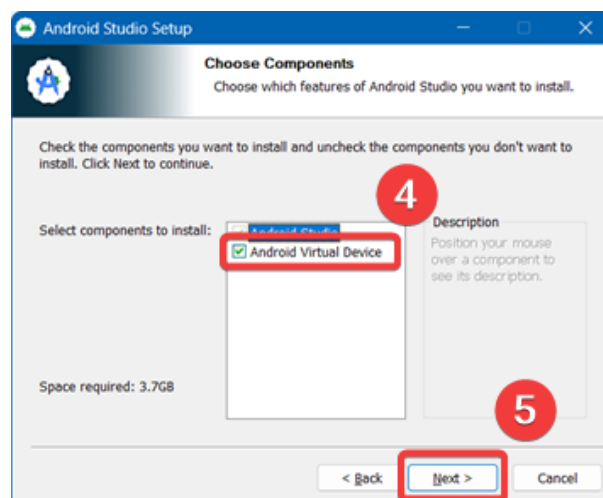 Android Studio Setup
Choose Components
Choose which features of Android Studio you want to install.
Check the components you want to install and uncheck the components you don't want to
install. Click Next to continue.
4
Select components to install:
Android Studio
Android Virtual Device
Description
Position your mouse
over a component to
see its description.
Space required: 3.7GB
5
< Back
Next >
Cancel